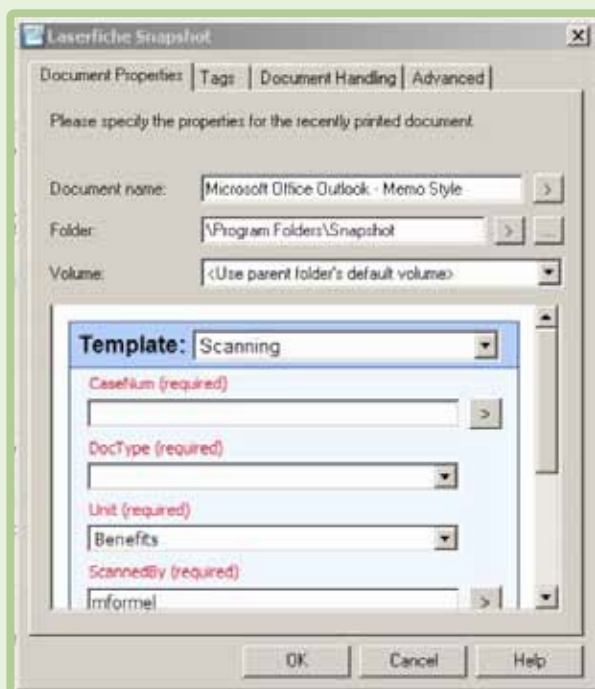 Laserfiche Snapshot
Document Properties Tags Document Handling Advanced
Please specify the properties for the recently printed document
Document name: Microsoft Office Outlook - Memo Style >
Folder: \Program Folders\Snapshot > ...
Volume: <Use parent folder's default volume>
Template: Scanning
CaseNum (required)
>
DocType (required)
Unit (required)
Benefits
ScannedBy (required)
mformel >
OK Cancel Help